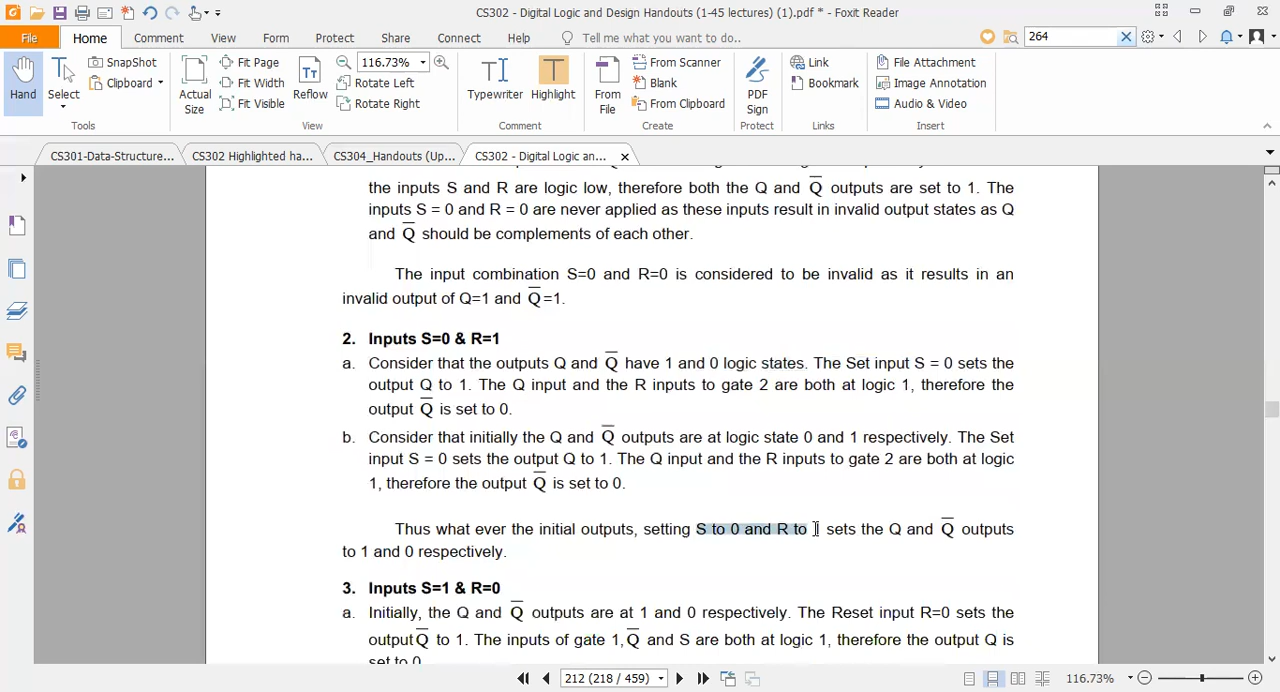 CS302 - Digital Logic and Design Handouts (1-45 lectures) (1).pdf * - Foxit Reader
File Home Comment View Form Protect Share Connect Help Tell me what you want to do.. 264
Hand Select SnapShot Clipboard Actual Size Fit Page Fit Width Fit Visible Reflow 116.73% Rotate Left Rotate Right Typewriter Highlight From File From Scanner Blank From Clipboard PDF Sign Link Bookmark File Attachment Image Annotation Audio & Video
Tools View Comment Create Protect Links Insert
CS301-Data-Structure... CS302 Highlighted ha... CS304_Handouts (Up... CS302 - Digital Logic an...
the inputs S and R are logic low, therefore both the Q and Q̅ outputs are set to 1. The
inputs S = 0 and R = 0 are never applied as these inputs result in invalid output states as Q
and Q̅ should be complements of each other.
The input combination S=0 and R=0 is considered to be invalid as it results in an
invalid output of Q=1 and Q̅=1.
2. Inputs S=0 & R=1
a. Consider that the outputs Q and Q̅ have 1 and 0 logic states. The Set input S = 0 sets the
output Q to 1. The Q input and the R inputs to gate 2 are both at logic 1, therefore the
output Q̅ is set to 0.
b. Consider that initially the Q and Q̅ outputs are at logic state 0 and 1 respectively. The Set
input S = 0 sets the output Q to 1. The Q input and the R inputs to gate 2 are both at logic
1, therefore the output Q̅ is set to 0.
Thus what ever the initial outputs, setting S to 0 and R to sets the Q and Q̅ outputs
to 1 and 0 respectively.
3. Inputs S=1 & R=0
a. Initially, the Q and Q̅ outputs are at 1 and 0 respectively. The Reset input R=0 sets the
output Q̅ to 1. The inputs of gate 1, Q̅ and S are both at logic 1, therefore the output Q is
set to 0
212 (218 / 459) 116.73%